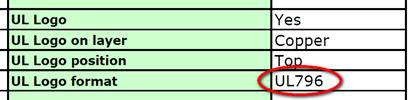 UL Logo Yes
UL Logo on layer Copper
UL Logo position Top
UL Logo format UL796